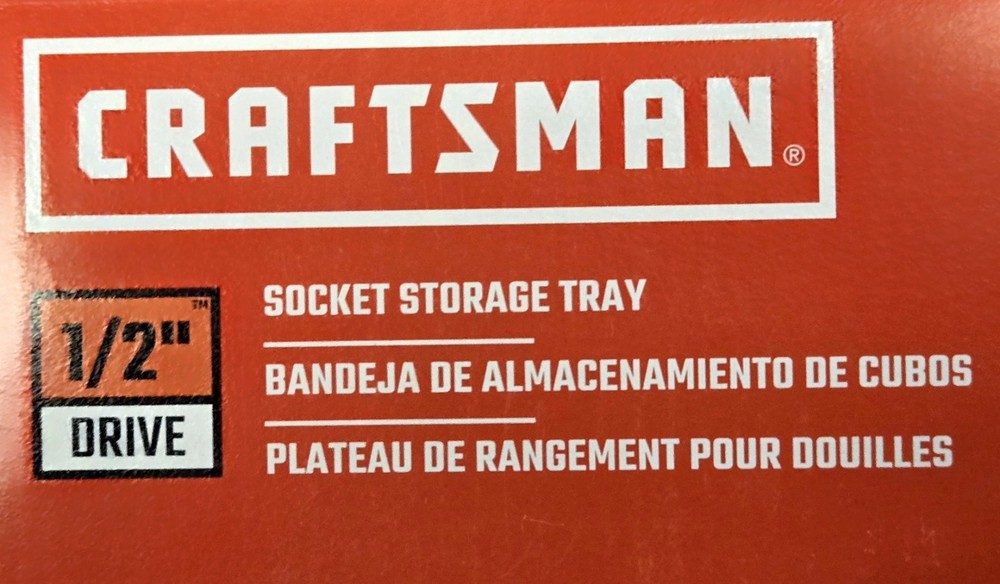 CRAFTSMAN®
1/2"™
DRIVE
SOCKET STORAGE TRAY
BANDEJA DE ALMACENAMIENTO DE CUBOS
PLATEAU DE RANGEMENT POUR DOUILLES